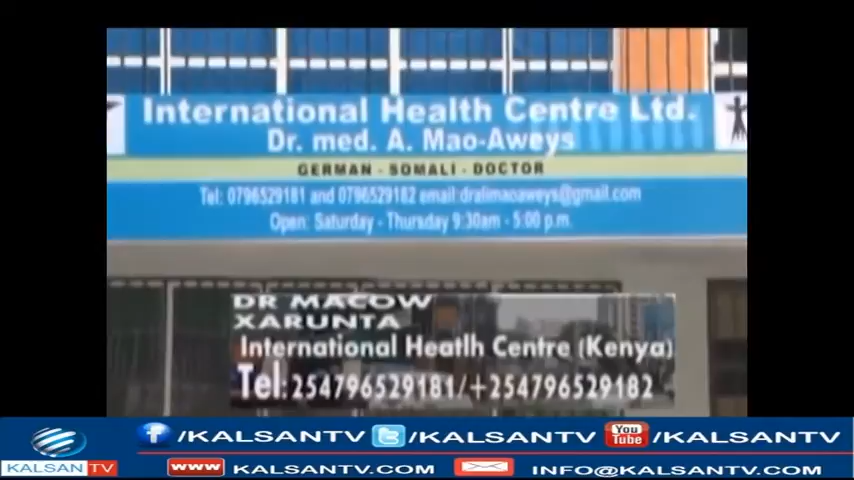 International Health Centre Ltd.
Dr. med. A. Mao-Aweys
GERMAN - SOMALI - DOCTOR
Tel: 0796529181 and 0796529182 email:dralimaoaweys@gmail.com
Open: Saturday - Thursday 9:30am - 5:00 p.m.
DR MACOW
XARUNTA
International Heatlh Centre (Kenya)
Tel:254796529181/+254796529182
/KALSANTV /KALSANTV You Tube /KALSANTV
KALSAN TV www KALSANTV.COM INFO@KALSANTV.COM